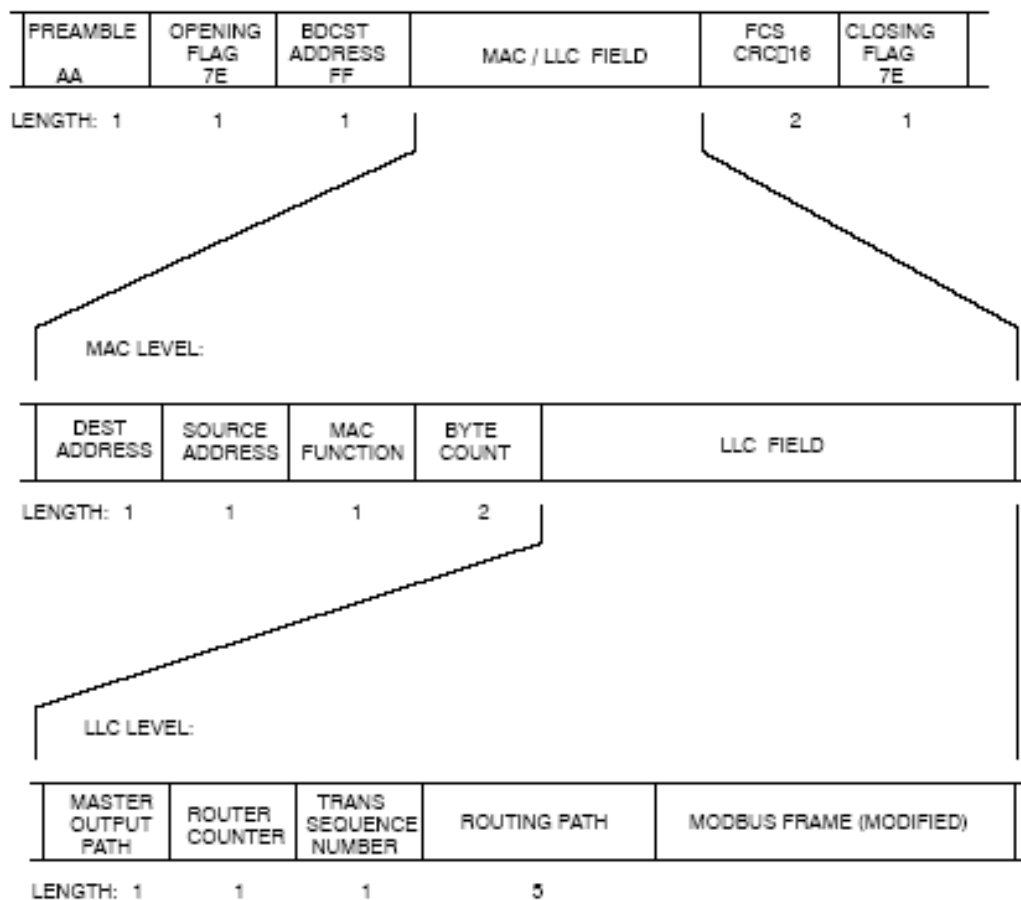 PREAMBLE
AA
OPENING
FLAG
7E
BDCST
ADDRESS
FF
MAC / LLC FIELD
FCS
CRC▯16
CLOSING
FLAG
7E
LENGTH: 1 1 1 2 1
MAC LEVEL:
DEST
ADDRESS
SOURCE
ADDRESS
MAC
FUNCTION
BYTE
COUNT
LLC FIELD
LENGTH: 1 1 1 2
LLC LEVEL:
MASTER
OUTPUT
PATH
ROUTER
COUNTER
TRANS
SEQUENCE
NUMBER
ROUTING PATH
MODBUS FRAME (MODIFIED)
LENGTH: 1 1 1 5